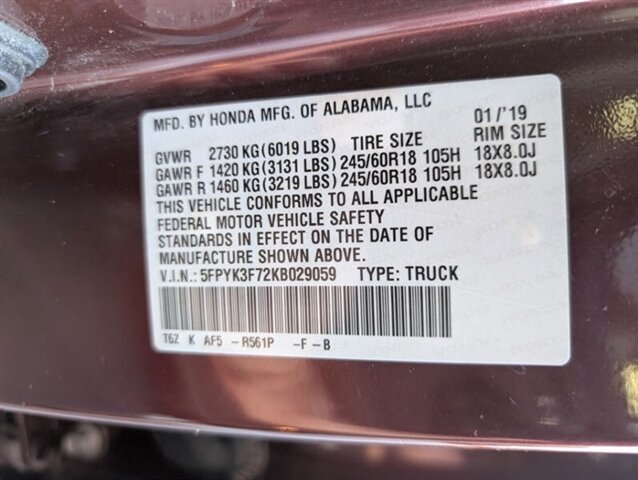 MFD. BY HONDA MFG. OF ALABAMA, LLC 01/'19
GVWR 2730 KG(6019 LBS) TIRE SIZE RIM SIZE
GAWR F 1420 KG(3131 LBS)245/60R18 105H 18X8.0J
GAWR R 1460 KG(3219 LBS)245/60R18 105H 18X8.0J
THIS VEHICLE CONFORMS TO ALL APPLICABLE
FEDERAL MOTOR VEHICLE SAFETY
STANDARDS IN EFFECT ON THE DATE OF
MANUFACTURE SHOWN ABOVE.
V.I.N.: 5FPYK3F72KB029059 TYPE: TRUCK
T6Z K AF5 -R561P -F-B